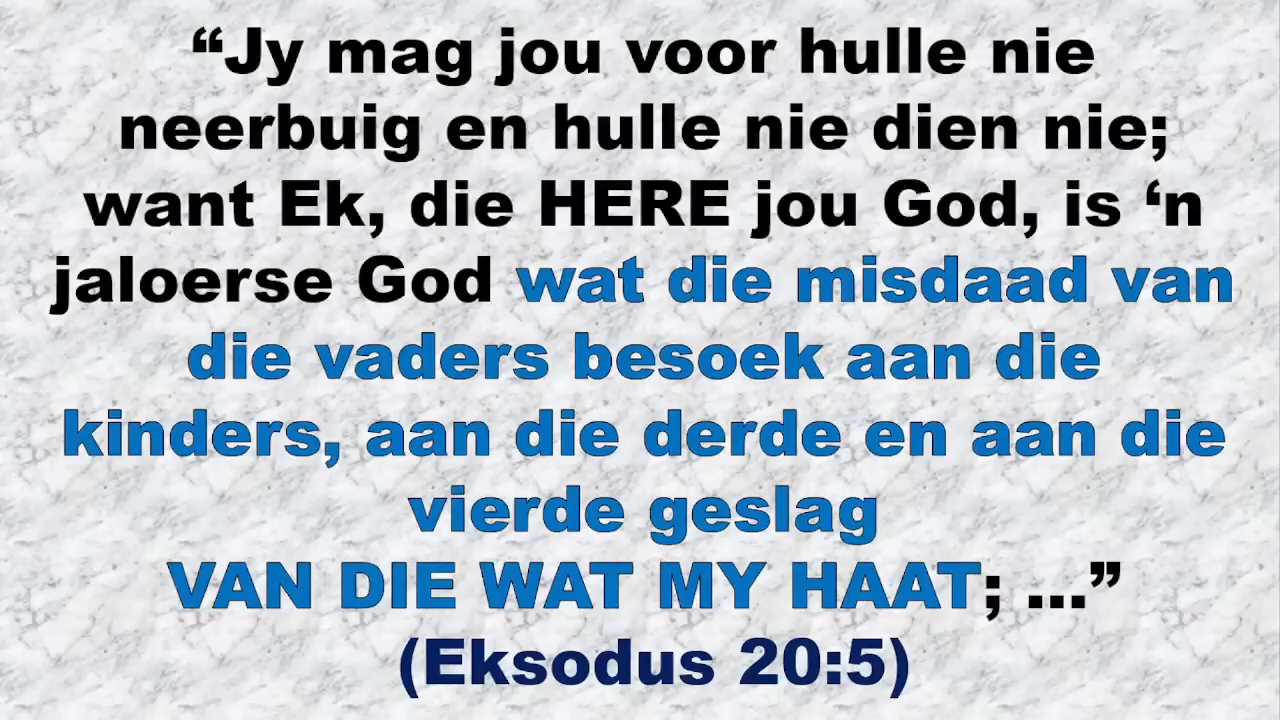 “Jy mag jou voor hulle nie
neerbuig en hulle nie dien nie;
want Ek, die HERE jou God, is ‘n
jaloerse God wat die misdaad van
die vaders besoek aan die
kinders, aan die derde en aan die
vierde geslag
VAN DIE WAT MY HAAT; ...”
(Eksodus 20:5)